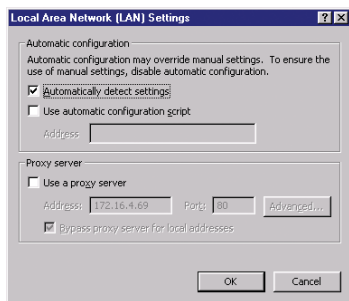 Local Area Network (LAN) Settings
Automatic configuration
Automatic configuration may override manual settings. To ensure the
use of manual settings, disable automatic configuration.
Automatically detect settings
Use automatic configuration script
Address
Proxy server
Use a proxy server
Address: 172.16.4.69 Port: 80 Advanced...
Bypass proxy server for local addresses
OK Cancel